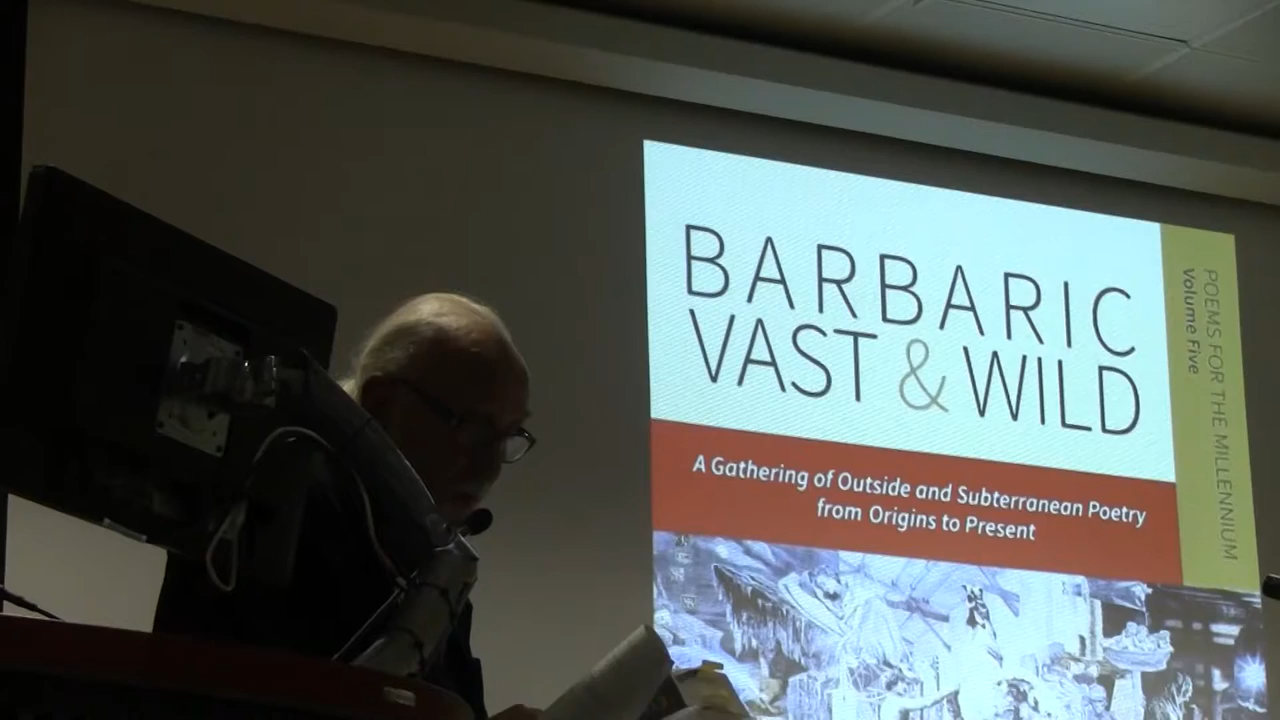 BARBARIC
VAST & WILD
A Gathering of Outside and Subterranean Poetry
from Origins to Present
POEMS FOR THE MILLENNIUM
Volume Five